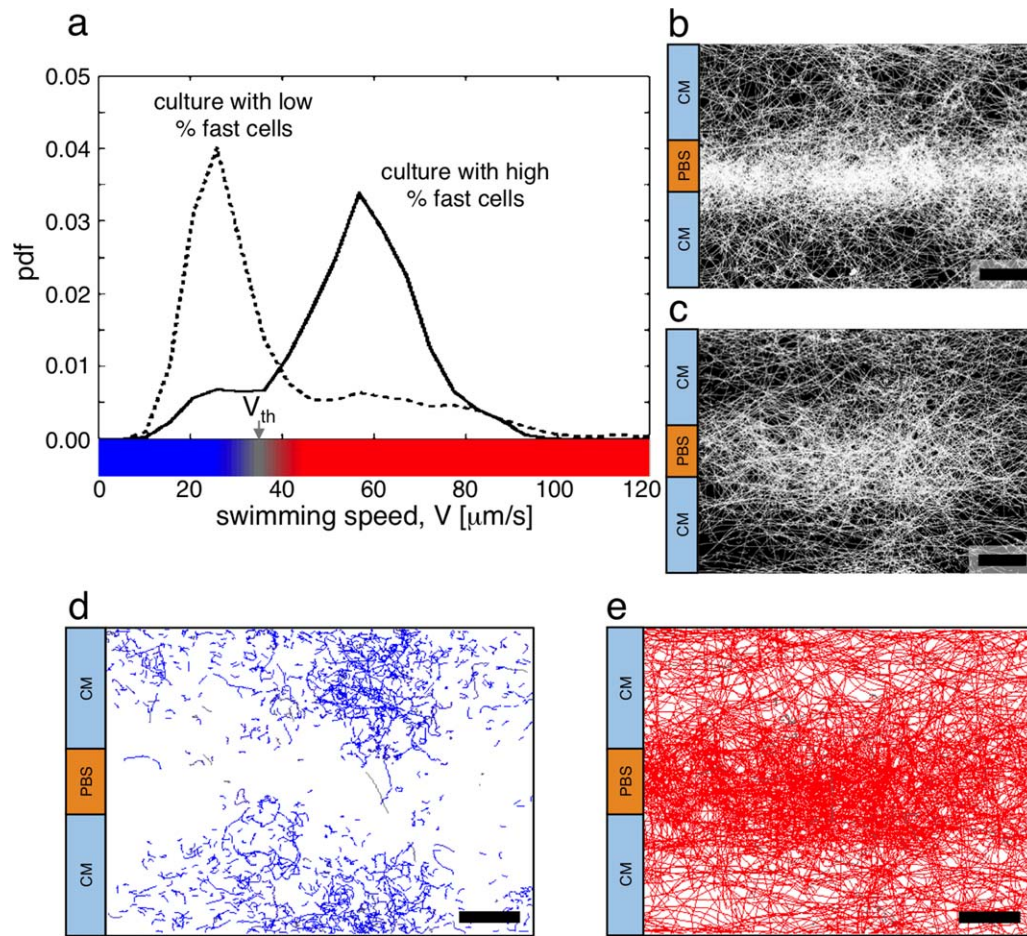 a
0.05
0.04
0.03
0.02
0.01
0.00
pdf
culture with low
% fast cells
culture with high
% fast cells
V_th
0 20 40 60 80 100 120
swimming speed, V [μm/s]
b
CM
PBS
CM
c
CM
PBS
CM
d
CM
PBS
CM
e
CM
PBS
CM